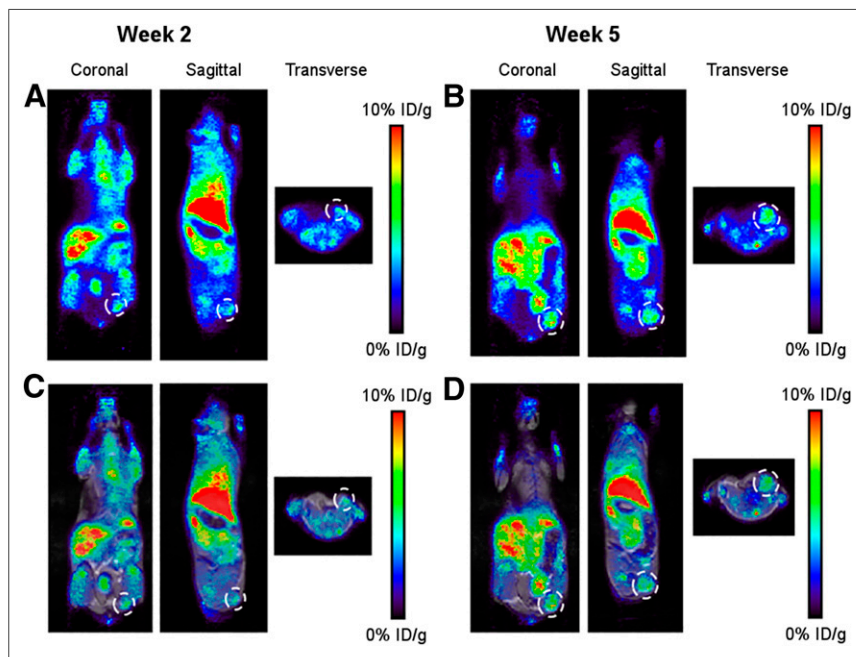 Week 2
Week 5
Coronal Sagittal Transverse
Coronal Sagittal Transverse
A
B
10% ID/g
10% ID/g
0% ID/g
0% ID/g
C
D
10% ID/g
10% ID/g
0% ID/g
0% ID/g